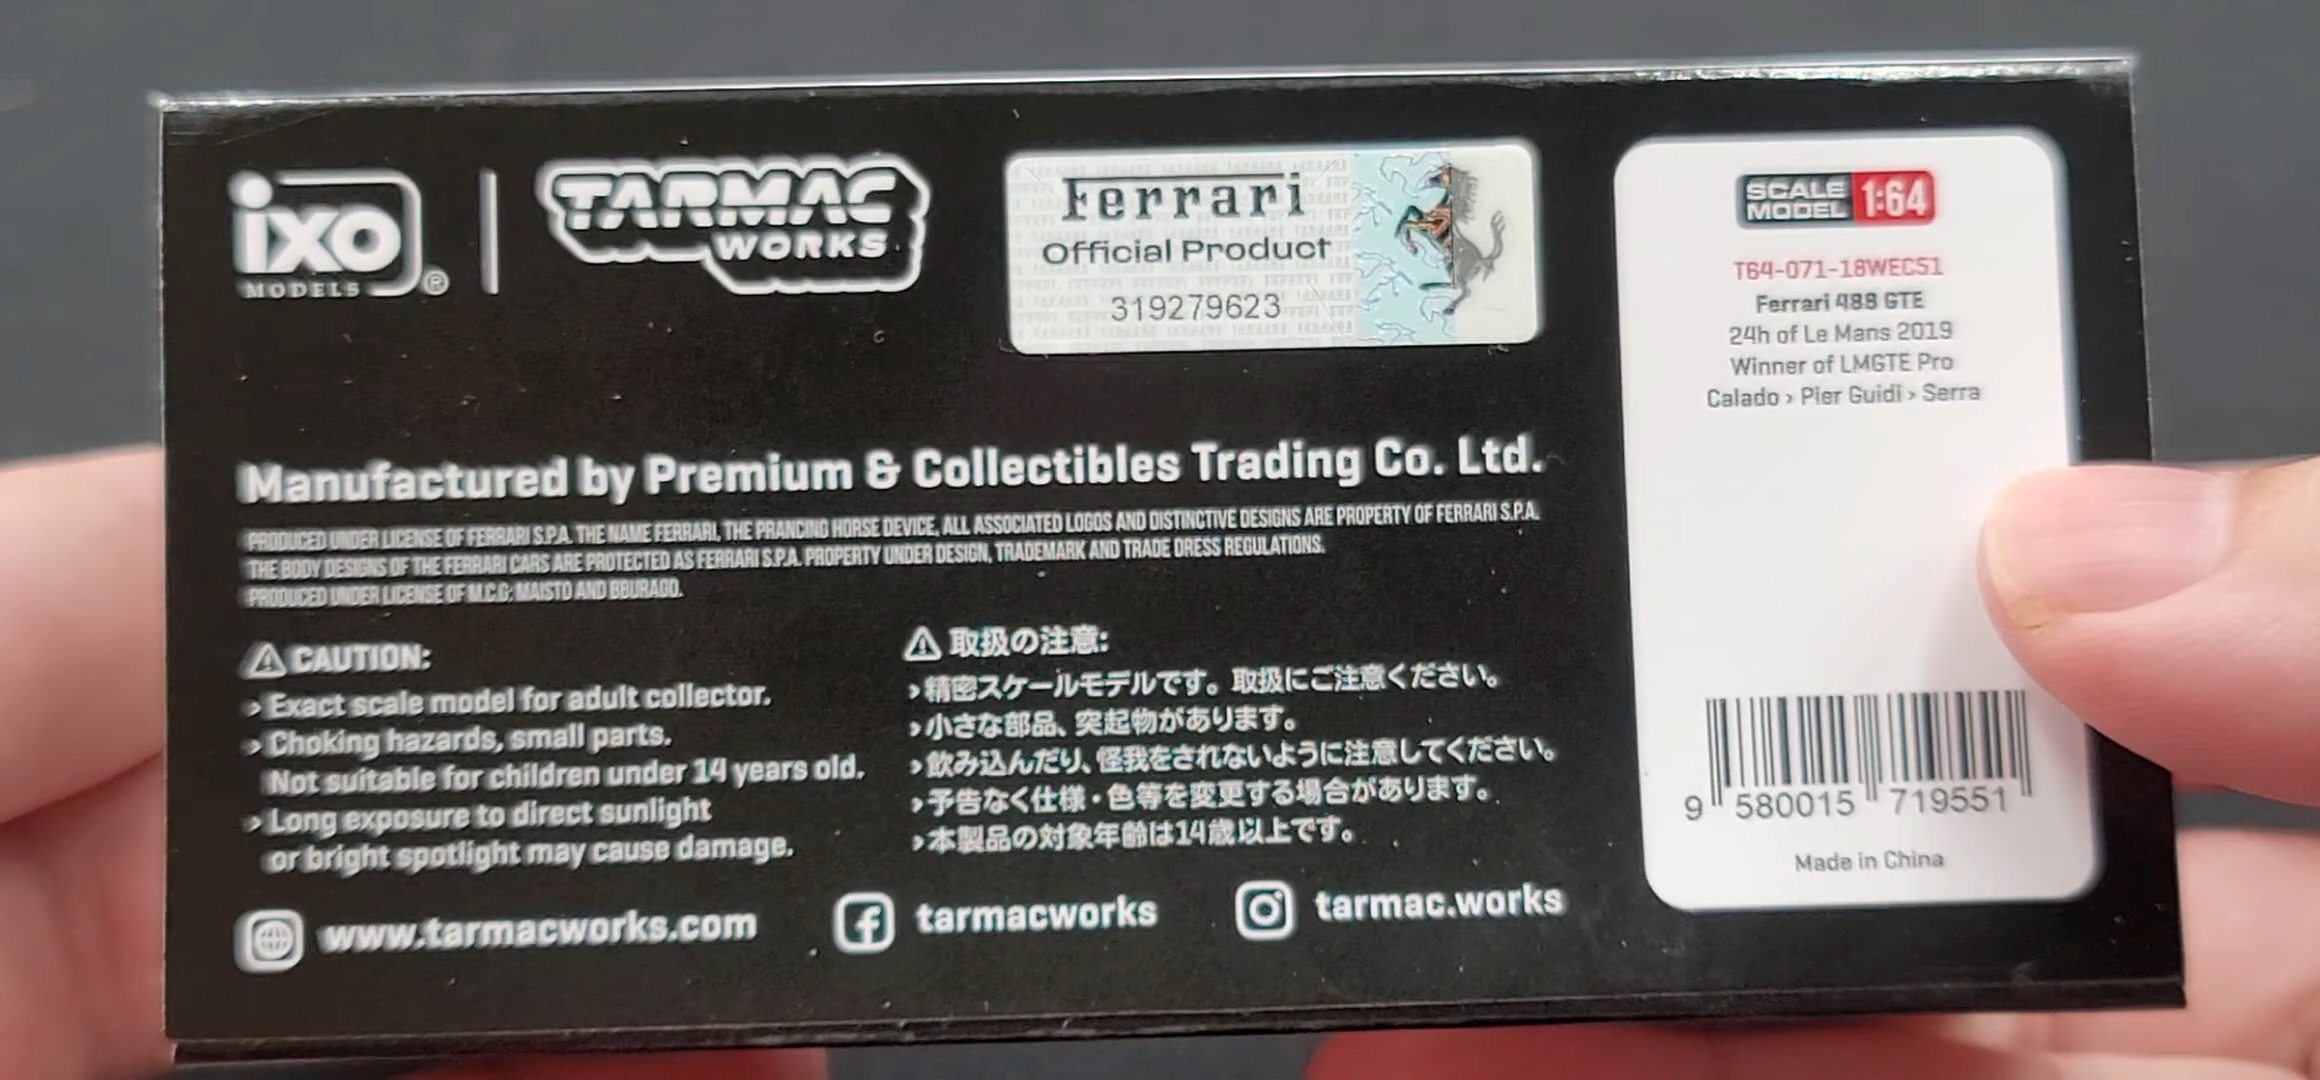 ixo
MODELS ®
TARMAC
WORKS
Ferrari
Official Product
319279623
Manufactured by Premium & Collectibles Trading Co. Ltd.
PRODUCED UNDER LICENSE OF FERRARI S.P.A. THE NAME FERRARI, THE PRANCING HORSE DEVICE, ALL ASSOCIATED LOGOS AND DISTINCTIVE DESIGNS ARE PROPERTY OF FERRARI S.P.A.
THE BODY DESIGNS OF THE FERRARI CARS ARE PROTECTED AS FERRARI S.P.A. PROPERTY UNDER DESIGN, TRADEMARK AND TRADE DRESS REGULATIONS.
PRODUCED UNDER LICENSE OF M.C.G; MAISTO AND BBURAGO.
CAUTION:
› Exact scale model for adult collector.
› Choking hazards, small parts.
Not suitable for children under 14 years old.
› Long exposure to direct sunlight
or bright spotlight may cause damage.
取扱の注意:
›精密スケールモデルです。取扱にご注意ください。
›小さな部品、突起物があります。
›飲み込んだり、怪我をされないように注意してください。
›予告なく仕様・色等を変更する場合があります。
›本製品の対象年齢は14歳以上です。
www.tarmacworks.com
tarmacworks
tarmac.works
SCALE
MODEL 1:64
T64-071-18WECS1
Ferrari 488 GTE
24h of Le Mans 2019
Winner of LMGTE Pro
Calado › Pier Guidi › Serra
9 580015 719551
Made in China